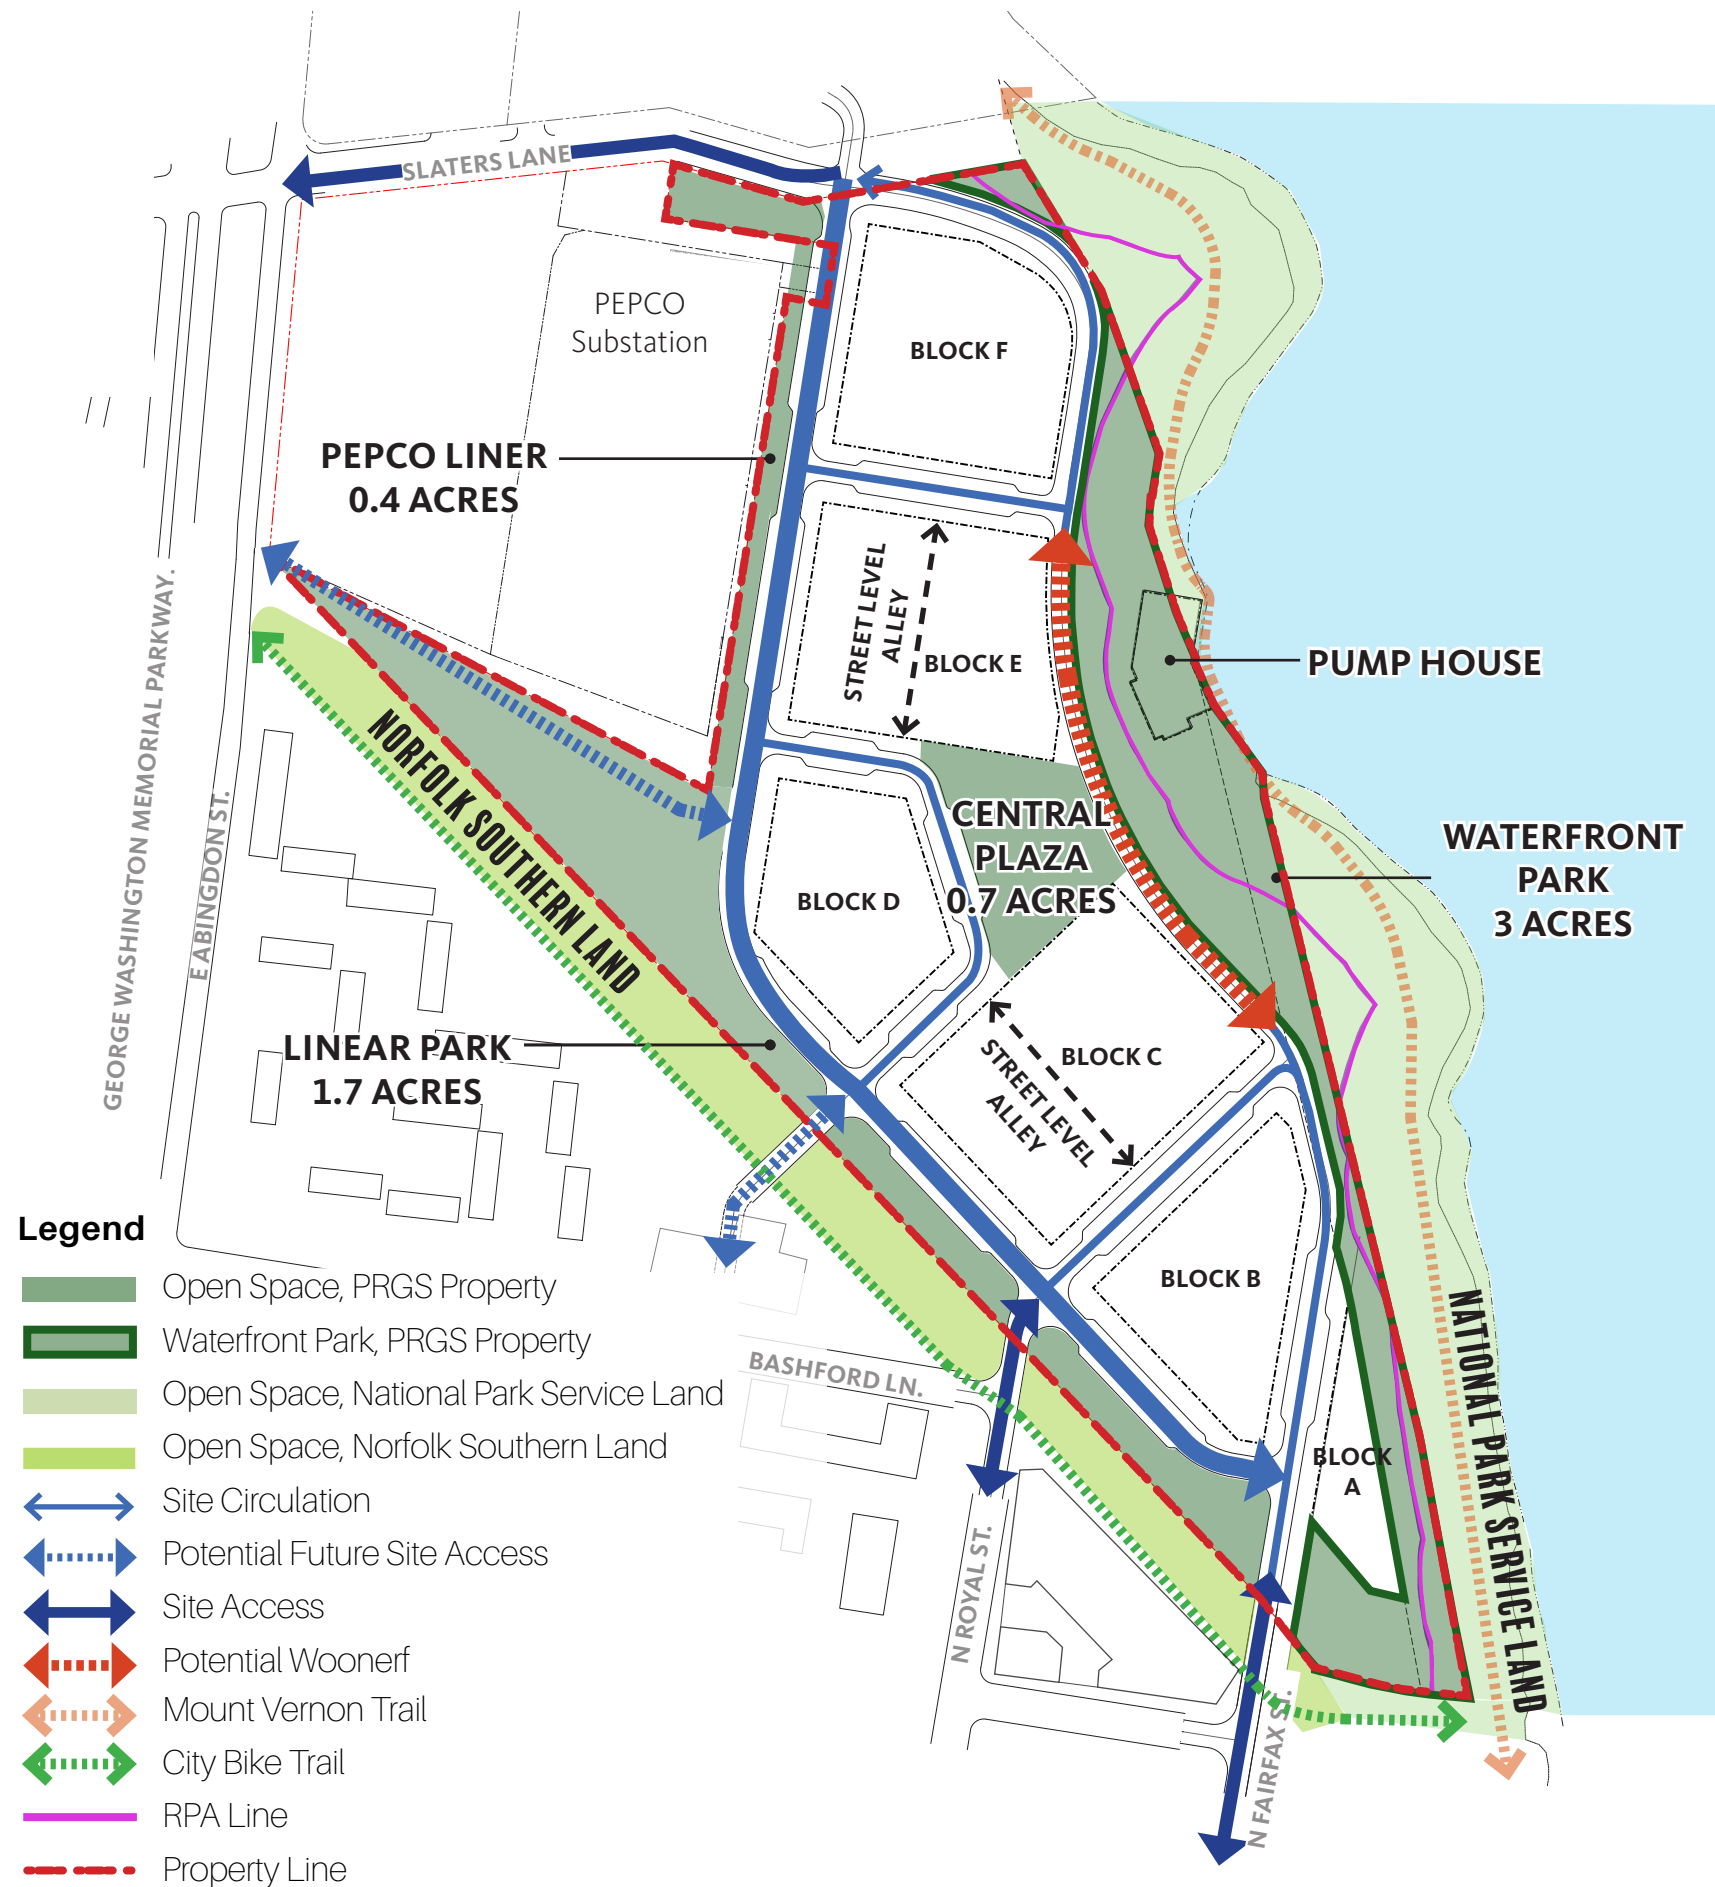 SLATERS LANE
PEPCO
Substation
BLOCK F
PEPCO LINER
0.4 ACRES
STREET LEVEL
ALLEY
BLOCK E
PUMP HOUSE
GEORGE WASHINGTON MEMORIAL PARKWAY.
E ABINGDON ST.
NORFOLK SOUTHERN LAND
CENTRAL
PLAZA
0.7 ACRES
WATERFRONT
PARK
3 ACRES
BLOCK D
LINEAR PARK
1.7 ACRES
BLOCK C
STREET LEVEL
ALLEY
BLOCK B
BASHFORD LN.
BLOCK
A
NATIONAL PARK SERVICE LAND
N ROYAL ST.
N FAIRFAX ST.
Legend
Open Space, PRGS Property
Waterfront Park, PRGS Property
Open Space, National Park Service Land
Open Space, Norfolk Southern Land
Site Circulation
Potential Future Site Access
Site Access
Potential Woonerf
Mount Vernon Trail
City Bike Trail
RPA Line
Property Line